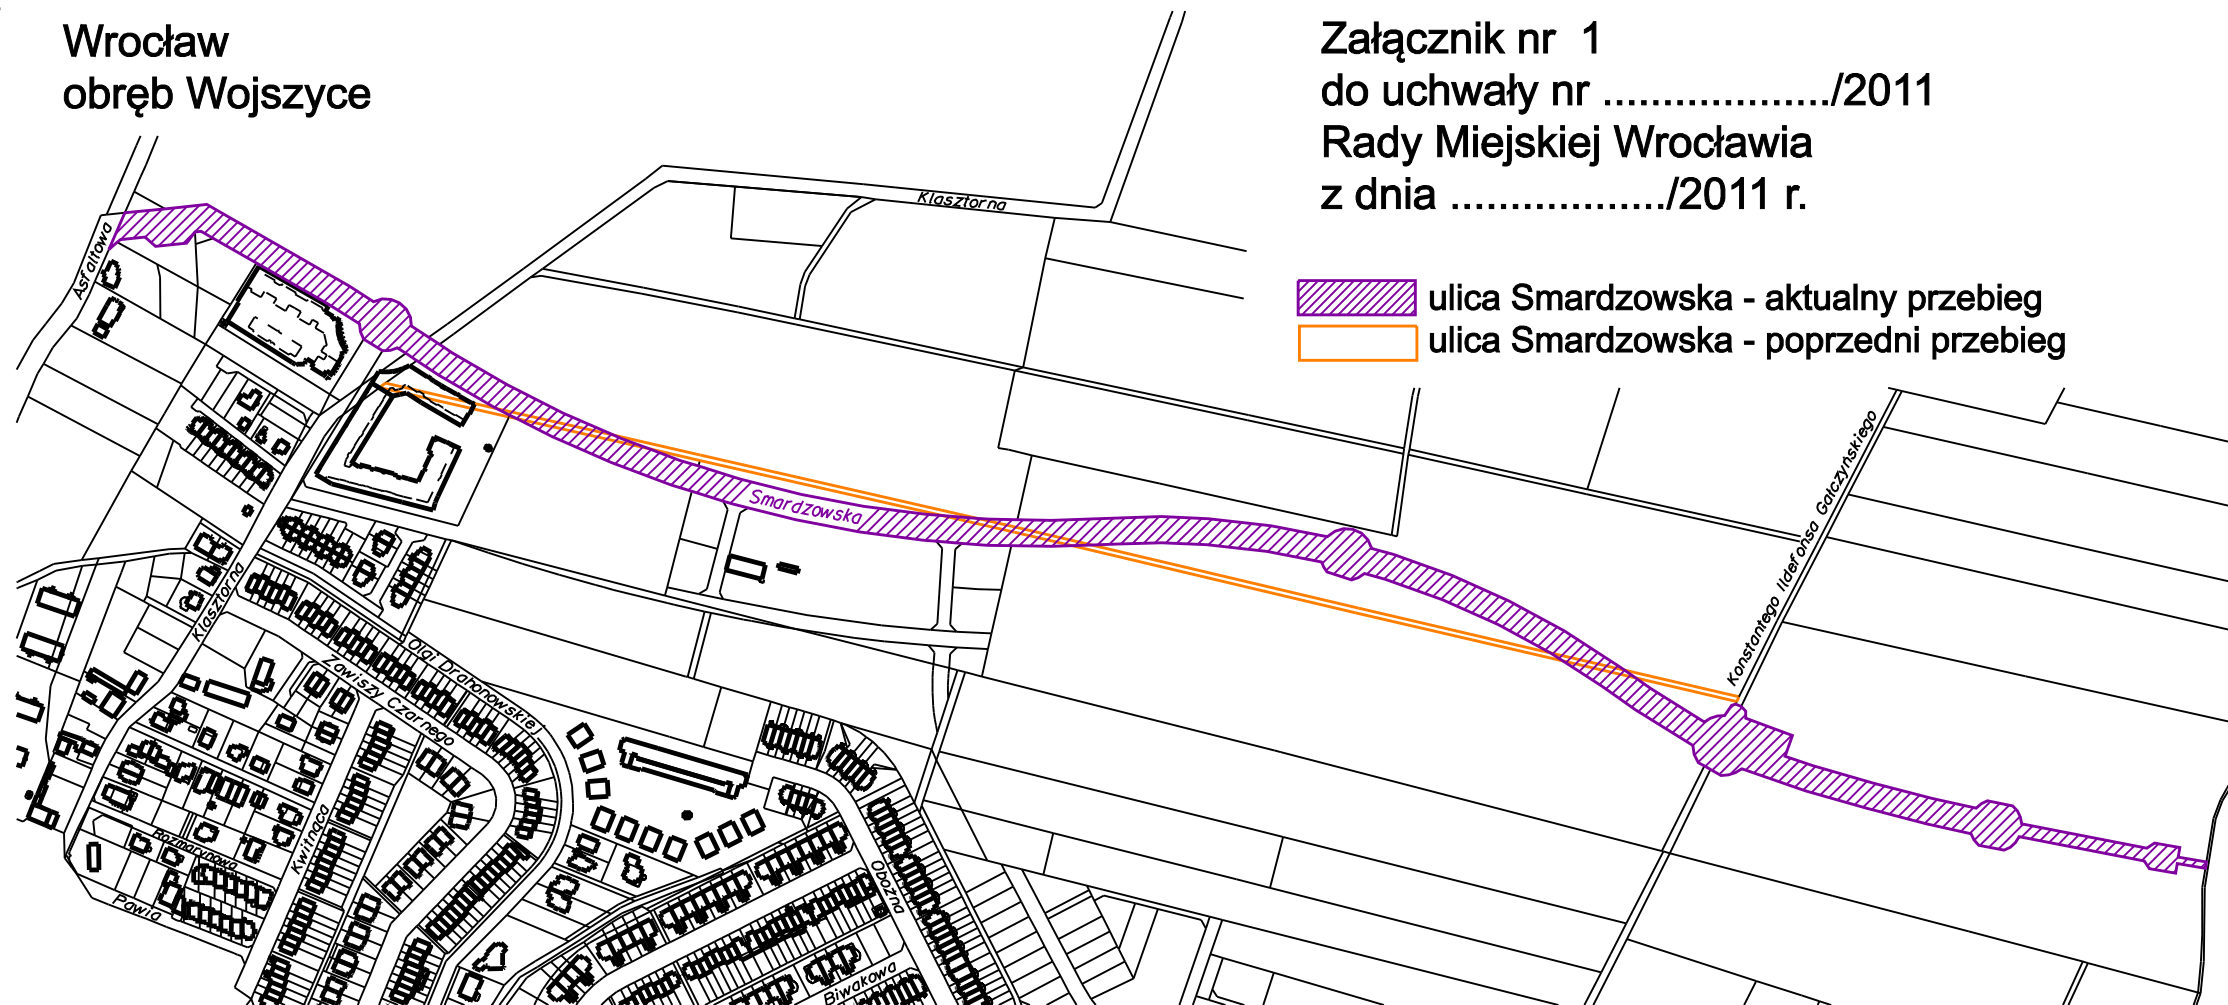 Wrocław
obręb Wojszyce
Załącznik nr 1
do uchwały nr ...................../2011
Rady Miejskiej Wrocławia
z dnia ................../2011 r.
ulica Smardzowska - aktualny przebieg
ulica Smardzowska - poprzedni przebieg
Klasztorna
Asfaltowa
Smardzowska
Konstantego Ildefonsa Gałczyńskiego
Klasztorna
Olgi Drahonowskiej
Zawiszy Czarnego
Kwitnąca
Rozmarynowa
Pawia
Obożna
Biwakowa